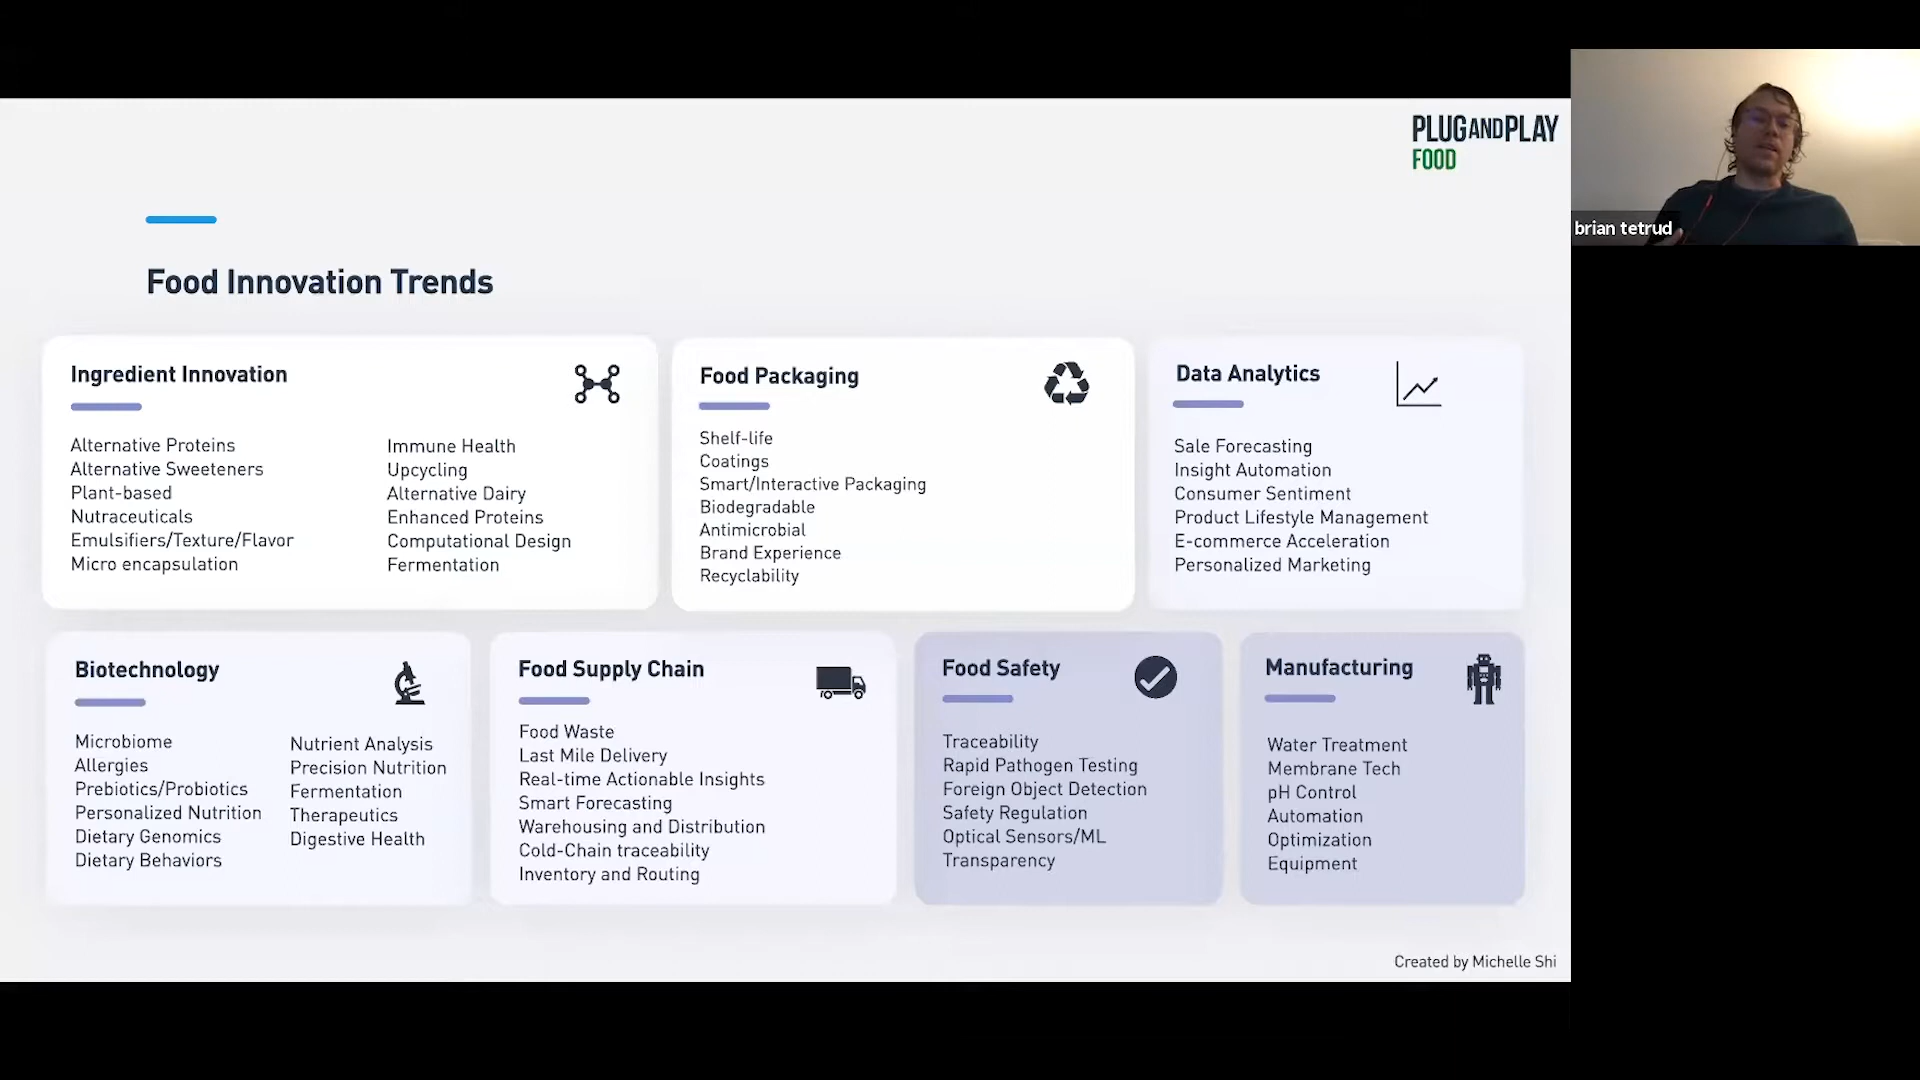 PLUGANDPLAY
FOOD
brian tetrud
Food Innovation Trends
Ingredient Innovation
Alternative Proteins
Alternative Sweeteners
Plant-based
Nutraceuticals
Emulsifiers/Texture/Flavor
Micro encapsulation
Immune Health
Upcycling
Alternative Dairy
Enhanced Proteins
Computational Design
Fermentation
Food Packaging
Shelf-life
Coatings
Smart/Interactive Packaging
Biodegradable
Antimicrobial
Brand Experience
Recyclability
Data Analytics
Sale Forecasting
Insight Automation
Consumer Sentiment
Product Lifestyle Management
E-commerce Acceleration
Personalized Marketing
Biotechnology
Microbiome
Allergies
Prebiotics/Probiotics
Personalized Nutrition
Dietary Genomics
Dietary Behaviors
Nutrient Analysis
Precision Nutrition
Fermentation
Therapeutics
Digestive Health
Food Supply Chain
Food Waste
Last Mile Delivery
Real-time Actionable Insights
Smart Forecasting
Warehousing and Distribution
Cold-Chain traceability
Inventory and Routing
Food Safety
Traceability
Rapid Pathogen Testing
Foreign Object Detection
Safety Regulation
Optical Sensors/ML
Transparency
Manufacturing
Water Treatment
Membrane Tech
pH Control
Automation
Optimization
Equipment
Created by Michelle Shi